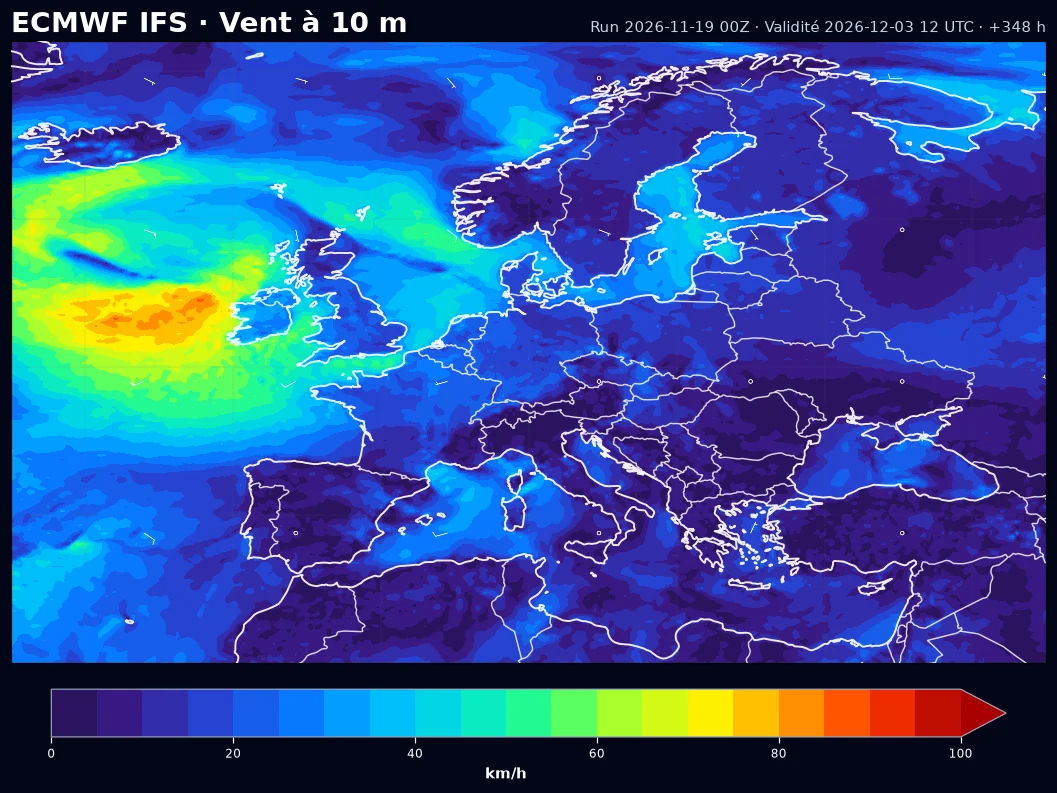 ECMWF IFS · Vent à 10 m
Run 2026-11-19 00Z · Validité 2026-12-03 12 UTC · +348 h
0 20 40 60 80 100
km/h